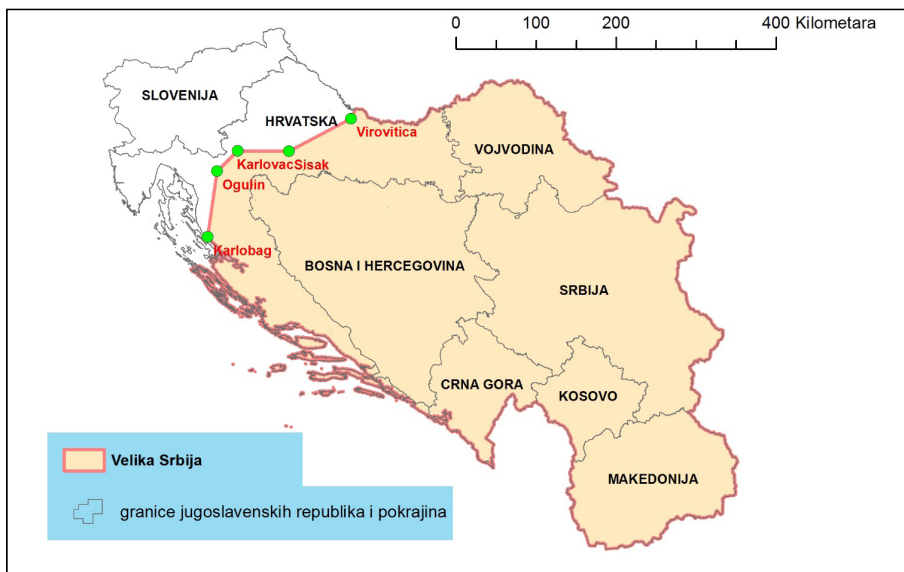 0 100 200 400 Kilometara
SLOVENIJA
HRVATSKA
Virovitica
VOJVODINA
Karlovac Sisak
Ogulin
Karlobag
BOSNA I HERCEGOVINA
SRBIJA
CRNA GORA
KOSOVO
MAKEDONIJA
Velika Srbija
granice jugoslavenskih republika i pokrajina